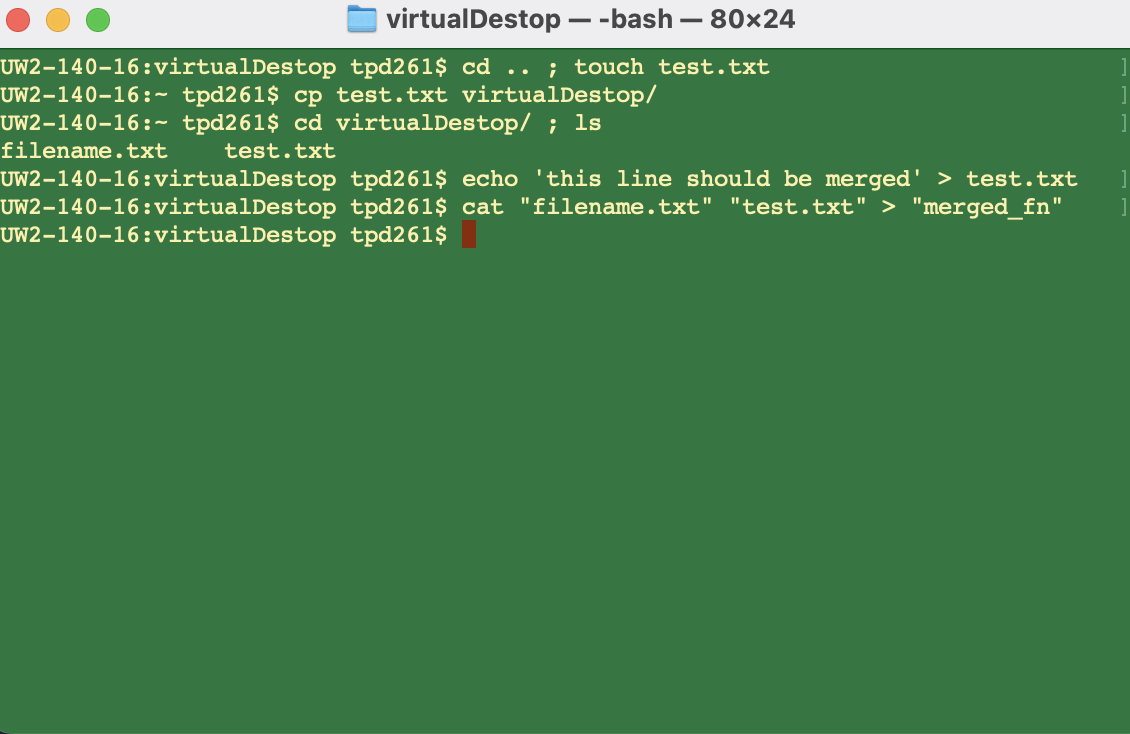 virtualDestop — -bash — 80×24
UW2-140-16:virtualDestop tpd261$ cd .. ; touch test.txt ]
UW2-140-16:~ tpd261$ cp test.txt virtualDestop/ ]
UW2-140-16:~ tpd261$ cd virtualDestop/ ; ls ]
filename.txt    test.txt
UW2-140-16:virtualDestop tpd261$ echo 'this line should be merged' > test.txt ]
UW2-140-16:virtualDestop tpd261$ cat "filename.txt" "test.txt" > "merged_fn" ]
UW2-140-16:virtualDestop tpd261$